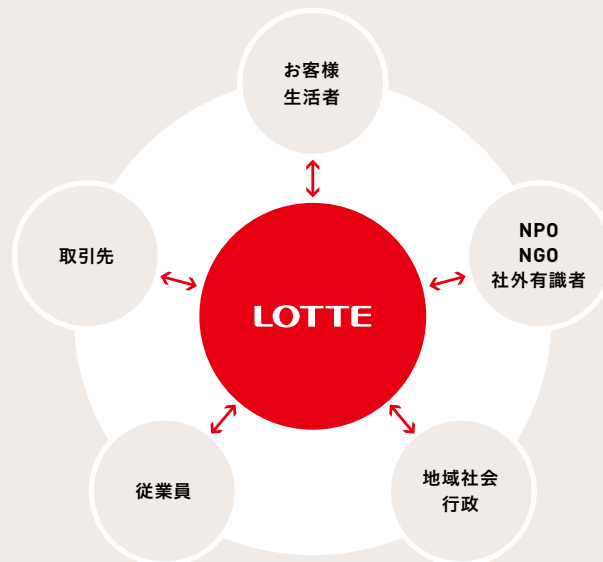 お客様
生活者
NPO
NGO
社外有識者
取引先
LOTTE
従業員
地域社会
行政